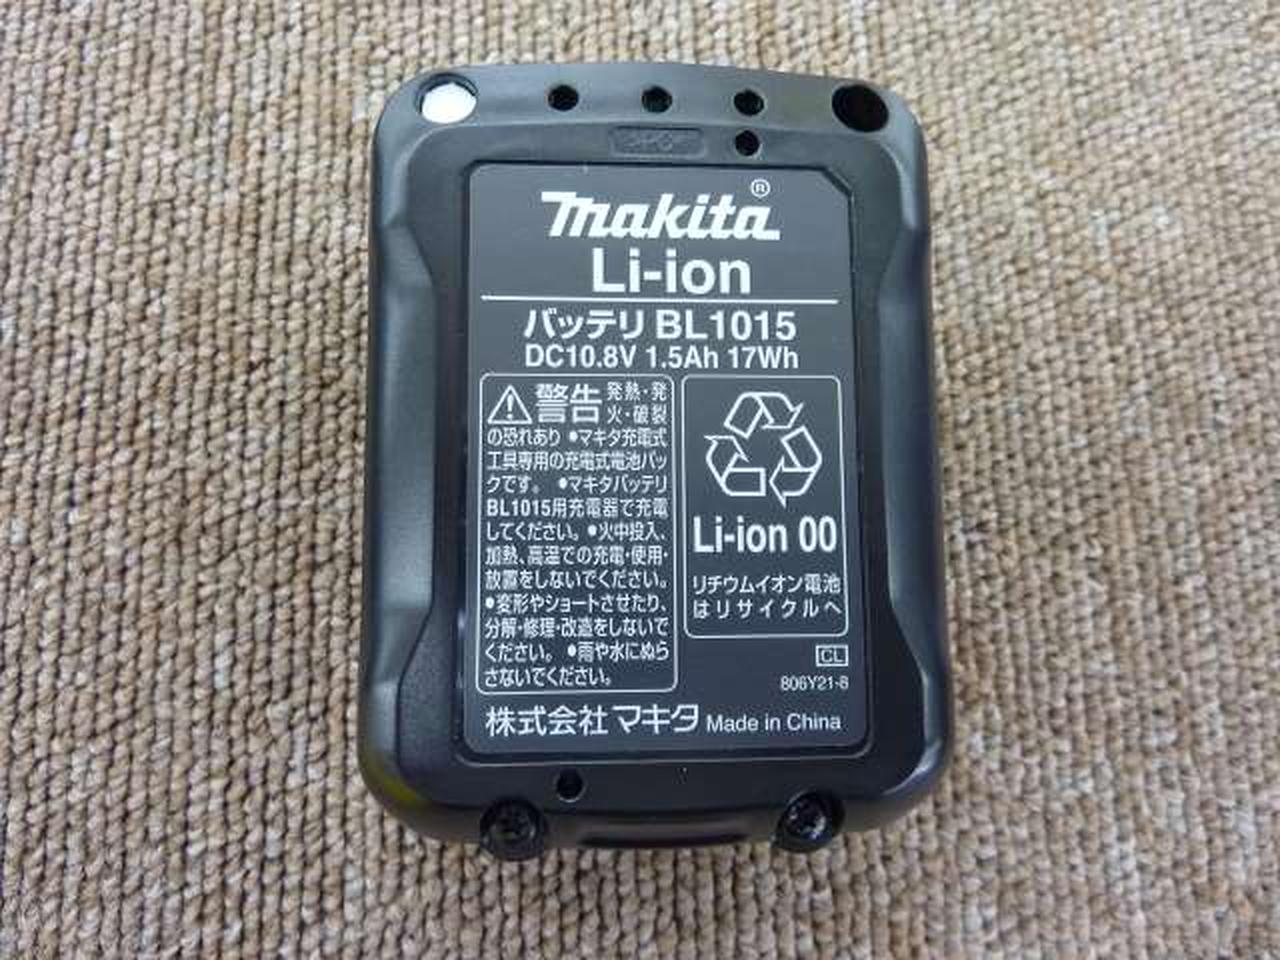 makita®
Li-ion
バッテリ BL1015
DC10.8V 1.5Ah 17Wh
⚠警告 発熱・発
火・破裂
の恐れあり ●マキタ充電式
工具専用の充電式電池パッ
クです。 ●マキタバッテリ
BL1015用充電器で充電
してください。●火中投入、
加熱、高温での充電・使用・
放置をしないでください。
●変形やショートさせたり、
分解・修理・改造をしないで
ください。 ●雨や水にぬら
さないでください。
Li-ion 00
リチウムイオン電池
はリサイクルへ
CL
806Y21-8
株式会社マキタ Made in China